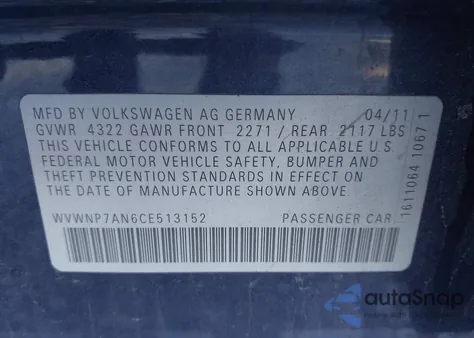 MFD BY VOLKSWAGEN AG GERMANY 04/11
GVWR 4322 GAWR FRONT 2271 / REAR 2117 LBS
THIS VEHICLE CONFORMS TO ALL APPLICABLE U.S.
FEDERAL MOTOR VEHICLE SAFETY, BUMPER AND
THEFT PREVENTION STANDARDS IN EFFECT ON
THE DATE OF MANUFACTURE SHOWN ABOVE.
WVWNP7AN6CE513152 PASSENGER CAR
1611064 1067 1
autoSnap